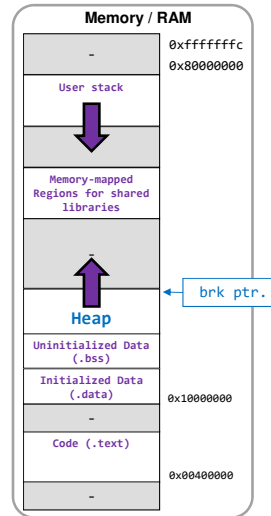 Memory / RAM
0xfffffffc
-
0x80000000
User stack
Memory-mapped
Regions for shared
libraries
-
brk ptr.
Heap
Uninitialized Data
(.bss)
Initialized Data
(.data)
0x10000000
-
Code (.text)
0x00400000
-